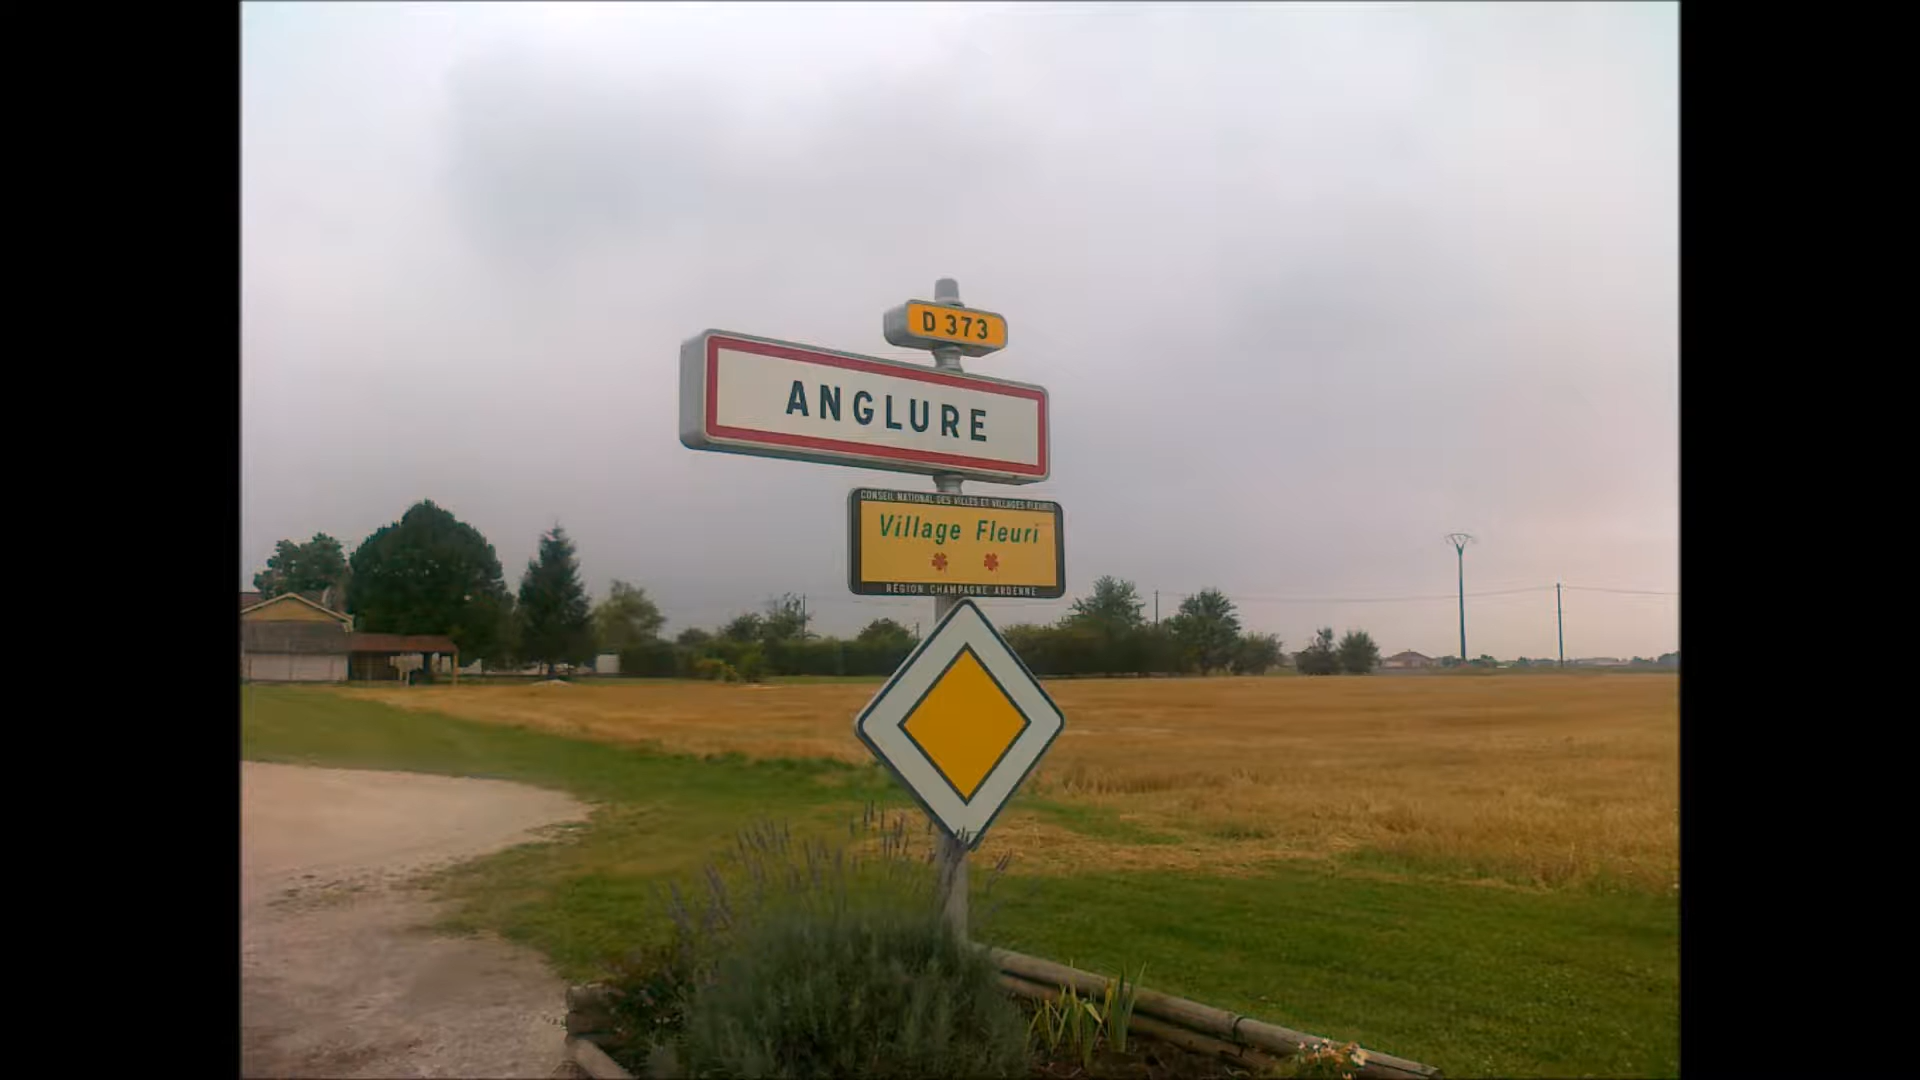 D 373
ANGLURE
CONSEIL NATIONAL DES VILLES ET VILLAGES FLEURIS
Village Fleuri
RÉGION CHAMPAGNE ARDENNE